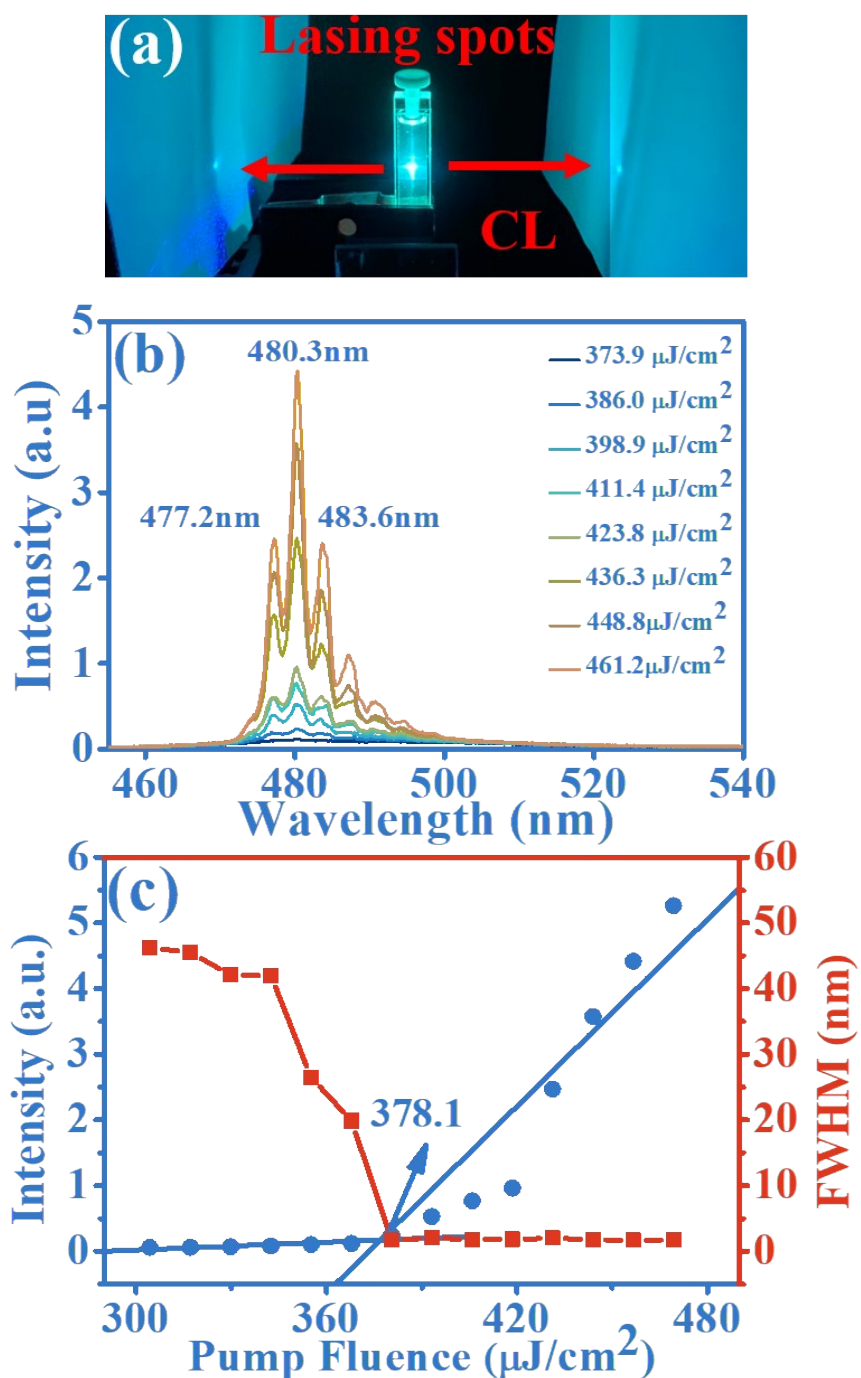 (a)
Lasing spots
CL
(b)
5
4
3
2
1
0
Intensity (a.u)
480.3nm
477.2nm
483.6nm
373.9 μJ/cm²
386.0 μJ/cm²
398.9 μJ/cm²
411.4 μJ/cm²
423.8 μJ/cm²
436.3 μJ/cm²
448.8μJ/cm²
461.2μJ/cm²
460 480 500 520 540
Wavelength (nm)
(c)
6
5
4
3
2
1
0
Intensity (a.u.)
378.1
60
50
40
30
20
10
0
FWHM (nm)
300 360 420 480
Pump Fluence (μJ/cm²)